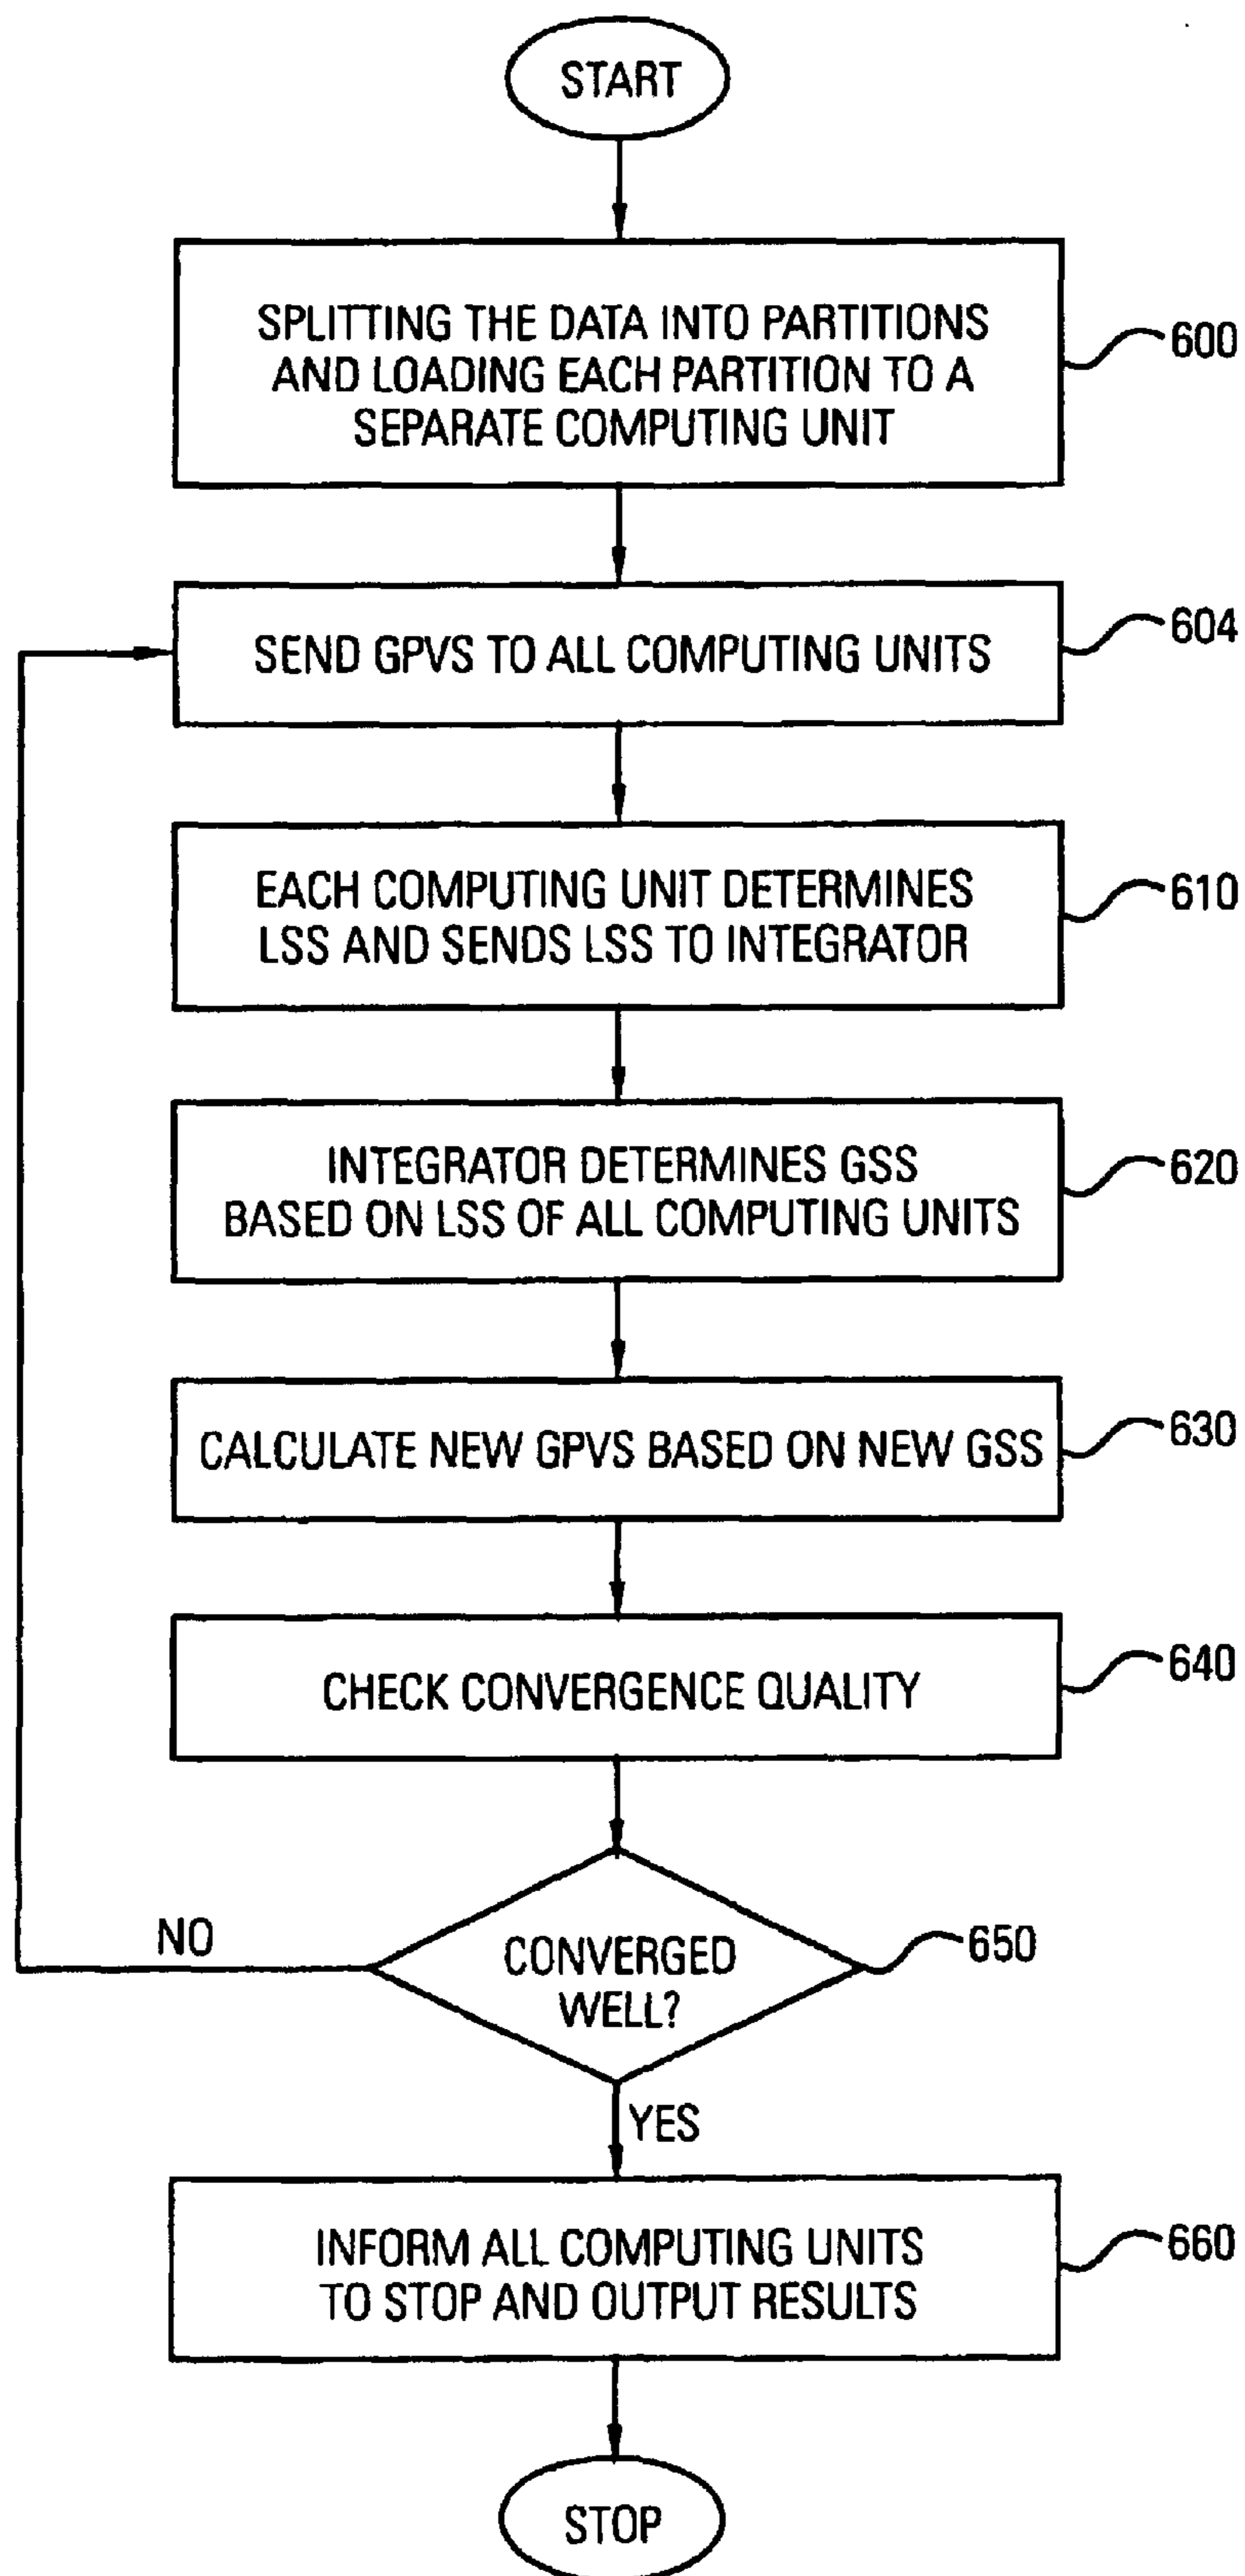 START
SPLITTING THE DATA INTO PARTITIONS
AND LOADING EACH PARTITION TO A
SEPARATE COMPUTING UNIT
600
SEND GPVS TO ALL COMPUTING UNITS
604
EACH COMPUTING UNIT DETERMINES
LSS AND SENDS LSS TO INTEGRATOR
610
INTEGRATOR DETERMINES GSS
BASED ON LSS OF ALL COMPUTING UNITS
620
CALCULATE NEW GPVS BASED ON NEW GSS
630
CHECK CONVERGENCE QUALITY
640
NO
CONVERGED
WELL?
650
YES
INFORM ALL COMPUTING UNITS
TO STOP AND OUTPUT RESULTS
660
STOP